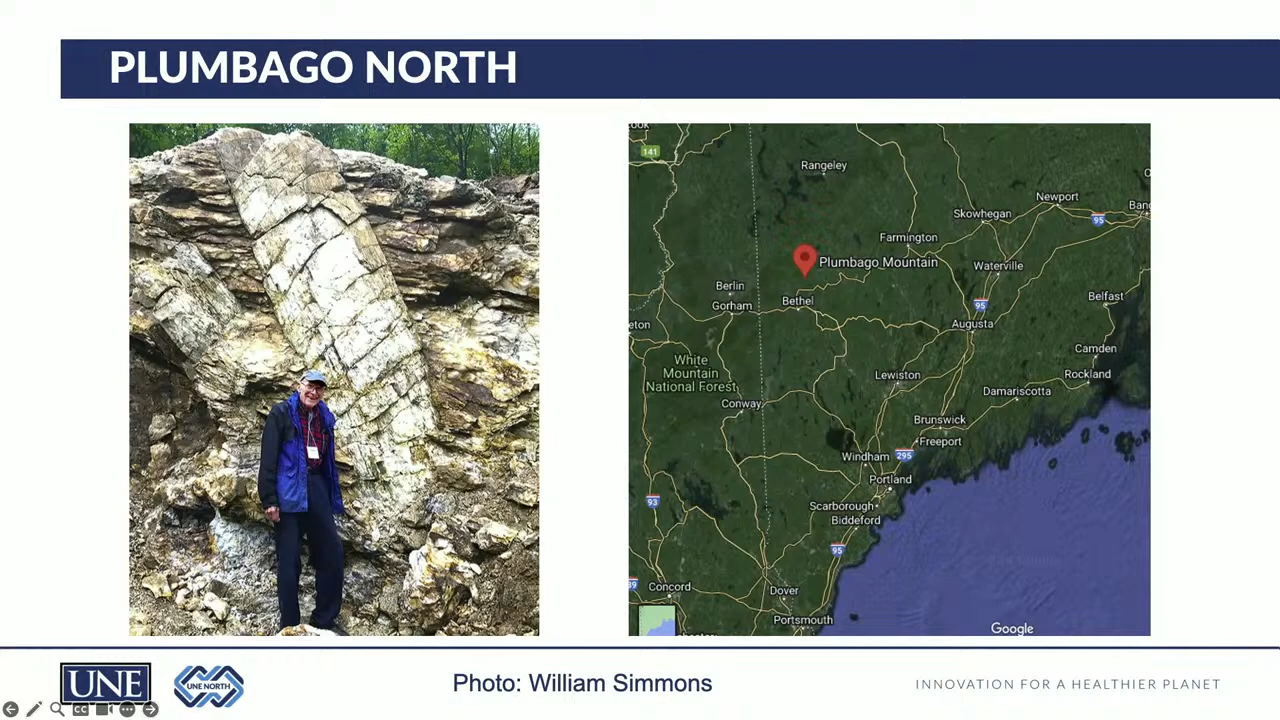 PLUMBAGO NORTH
141
Rangeley
Newport
Skowhegan
95
Farmington
Plumbago Mountain
Waterville
Berlin
Gorham
Bethel
95
Belfast
Augusta
White
Mountain
National Forest
Camden
Rockland
Lewiston
Damariscotta
Conway
Brunswick
Freeport
Windham
295
Portland
93
Scarborough
Biddeford
95
Concord
Dover
Portsmouth
Google
UNE
UNE NORTH
Photo: William Simmons
INNOVATION FOR A HEALTHIER PLANET
CC